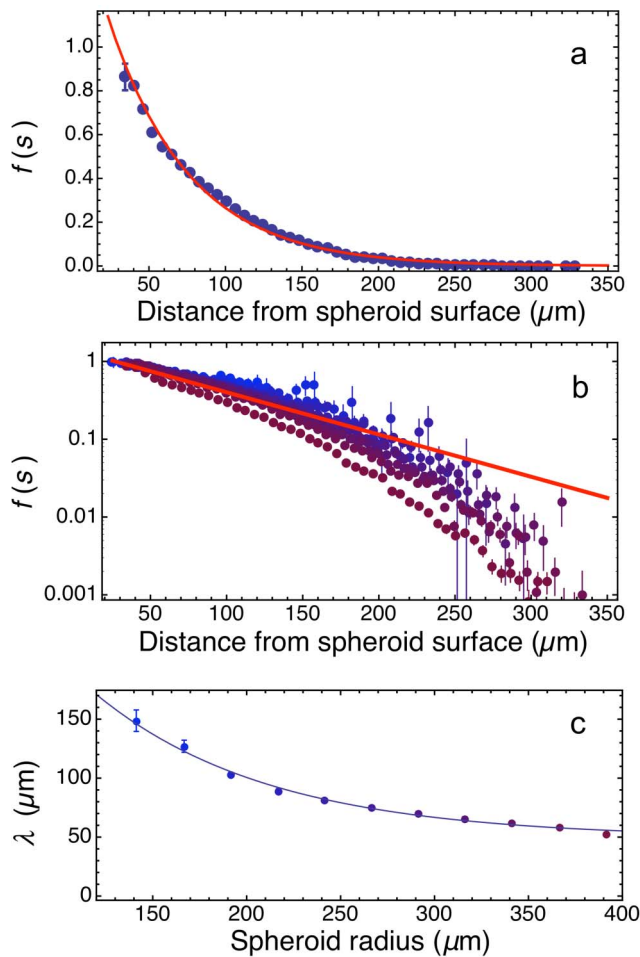 a
1.0
0.8
0.6
0.4
0.2
0.0
f (s)
50 100 150 200 250 300 350
Distance from spheroid surface (µm)
b
1
0.1
0.01
0.001
f (s)
50 100 150 200 250 300 350
Distance from spheroid surface (µm)
c
150
100
50
0
λ (µm)
150 200 250 300 350 400
Spheroid radius (µm)